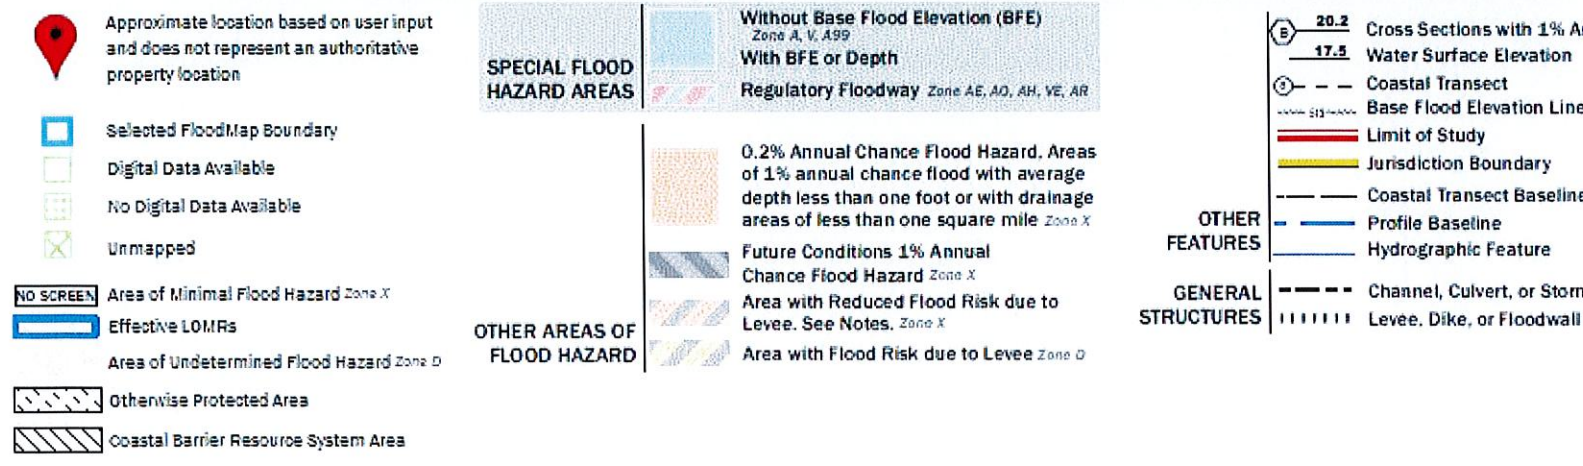 Approximate location based on user input
and does not represent an authoritative
property location
Selected FloodMap Boundary
Digital Data Available
No Digital Data Available
Unmapped
NO SCREEN Area of Minimal Flood Hazard Zone X
Effective LOMRs
Area of Undetermined Flood Hazard Zone D
Otherwise Protected Area
Coastal Barrier Resource System Area
SPECIAL FLOOD
HAZARD AREAS
Without Base Flood Elevation (BFE)
Zone A, V, A99
With BFE or Depth
Regulatory Floodway Zone AE, AO, AH, VE, AR
OTHER AREAS OF
FLOOD HAZARD
0.2% Annual Chance Flood Hazard, Areas
of 1% annual chance flood with average
depth less than one foot or with drainage
areas of less than one square mile Zone X
Future Conditions 1% Annual
Chance Flood Hazard Zone X
Area with Reduced Flood Risk due to
Levee. See Notes. Zone X
Area with Flood Risk due to Levee Zone D
OTHER
FEATURES
B 20.2 Cross Sections with 1%
17.5 Water Surface Elevation
Coastal Transect
Base Flood Elevation Line
Limit of Study
Jurisdiction Boundary
Coastal Transect Baseline
Profile Baseline
Hydrographic Feature
GENERAL
STRUCTURES
Channel, Culvert, or Storm
Levee, Dike, or Floodwall